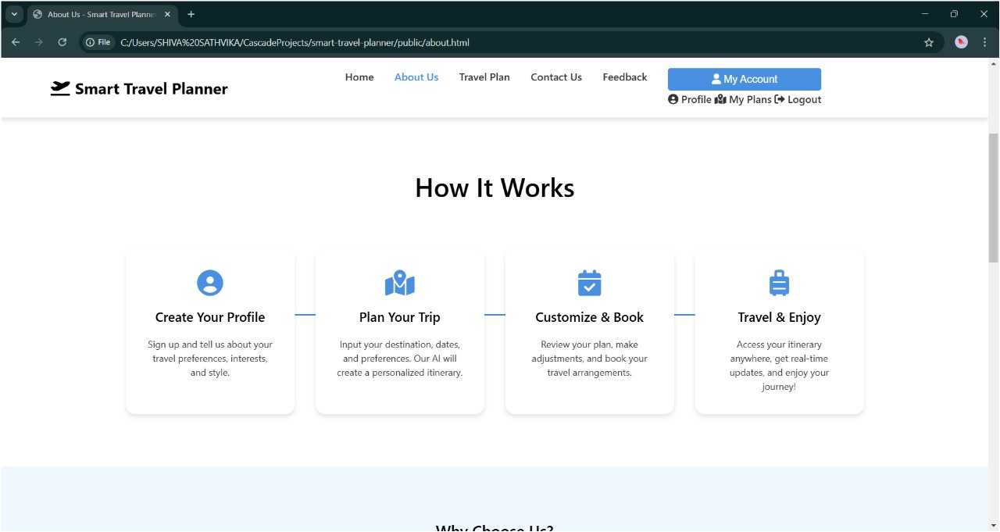 About Us - Smart Travel Planne
File C:/Users/SHIVA%20SATHVIKA/CascadeProjects/smart-travel-planner/public/about.html
Smart Travel Planner
Home About Us Travel Plan Contact Us Feedback
My Account
Profile My Plans Logout
How It Works
Create Your Profile
Sign up and tell us about your
travel preferences, interests,
and style.
Plan Your Trip
Input your destination, dates,
and preferences. Our AI will
create a personalized itinerary.
Customize & Book
Review your plan, make
adjustments, and book your
travel arrangements.
Travel & Enjoy
Access your itinerary
anywhere, get real-time
updates, and enjoy your
journey!
Why Choose Us?